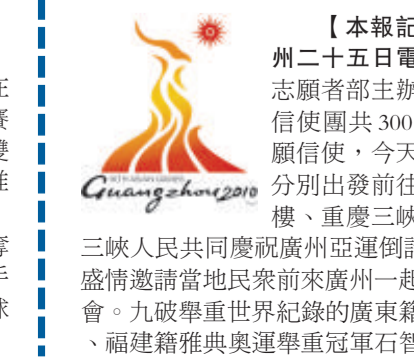 【本報記
州二十五日電
志願者部主辦
信使團共300
願信使，今天
分別出發前往
樓、重慶三峽
三峽人民共同慶祝廣州亞運倒計
盛情邀請當地民衆前來廣州一起
會。九破舉重世界紀錄的廣東籍
、福建籍雅典奧運舉重冠軍石智
Guangzhou 2010